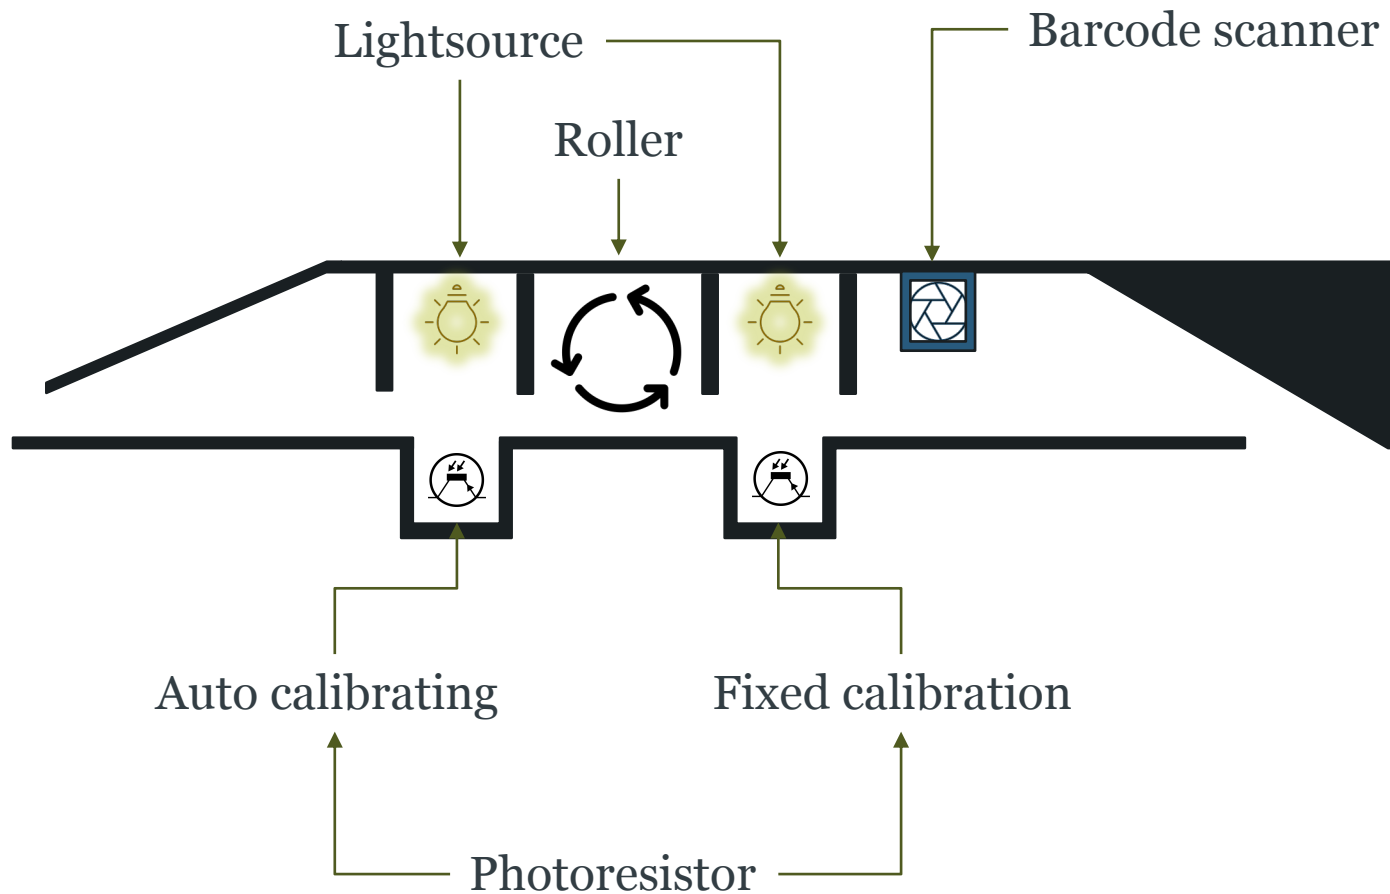 Lightsource
Barcode scanner
Roller
Auto calibrating
Fixed calibration
Photoresistor